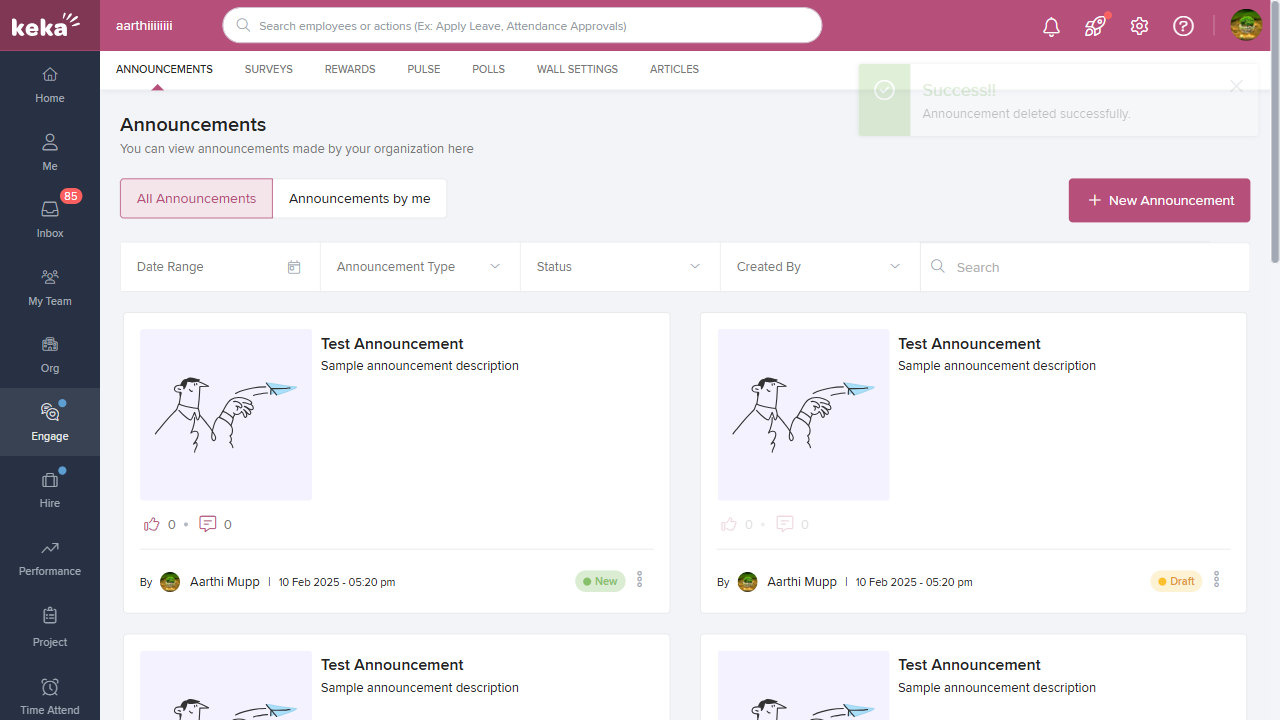 keka
aarthiiiiiiii
Search employees or actions (Ex: Apply Leave, Attendance Approvals)
Home
Me
85
Inbox
My Team
Org
Engage
Hire
Performance
Project
Time Attend
ANNOUNCEMENTS
SURVEYS
REWARDS
PULSE
POLLS
WALL SETTINGS
ARTICLES
Success!!
Announcement deleted successfully.
Announcements
You can view announcements made by your organization here
All Announcements
Announcements by me
New Announcement
Date Range
Announcement Type
Status
Created By
Search
Test Announcement
Sample announcement description
0 0
By Aarthi Mupp | 10 Feb 2025 - 05:20 pm
New
Test Announcement
Sample announcement description
0 0
By Aarthi Mupp | 10 Feb 2025 - 05:20 pm
Draft
Test Announcement
Sample announcement description
Test Announcement
Sample announcement description